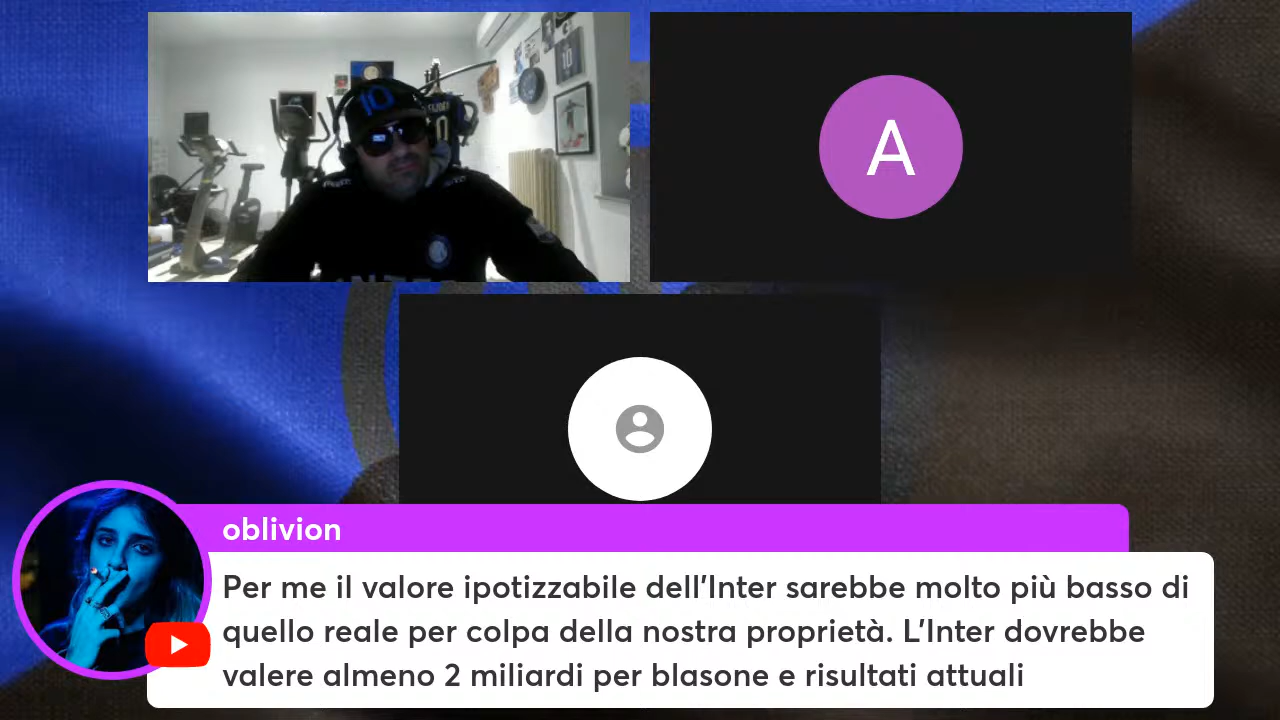 10
A
oblivion
Per me il valore ipotizzabile dell'Inter sarebbe molto più basso di
quello reale per colpa della nostra proprietà. L'Inter dovrebbe
valere almeno 2 miliardi per blasone e risultati attuali